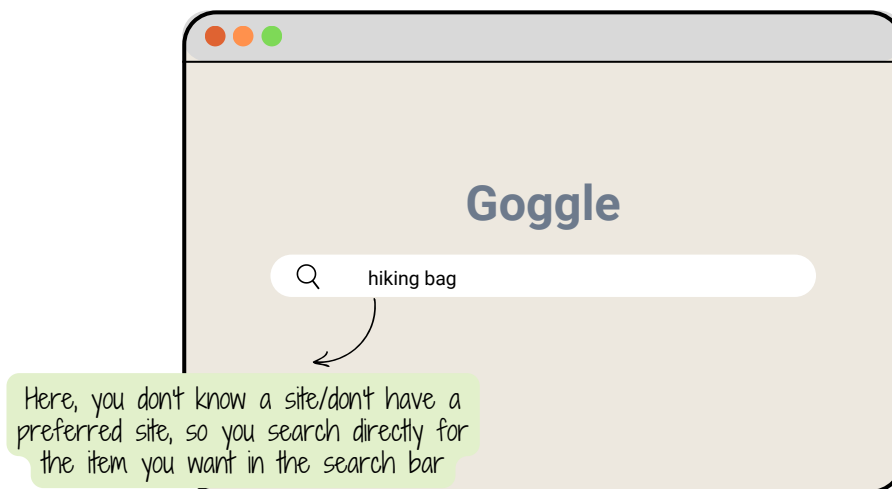 Goggle
hiking bag
Here, you don't know a site/don't have a
preferred site, so you search directly for
the item you want in the search bar